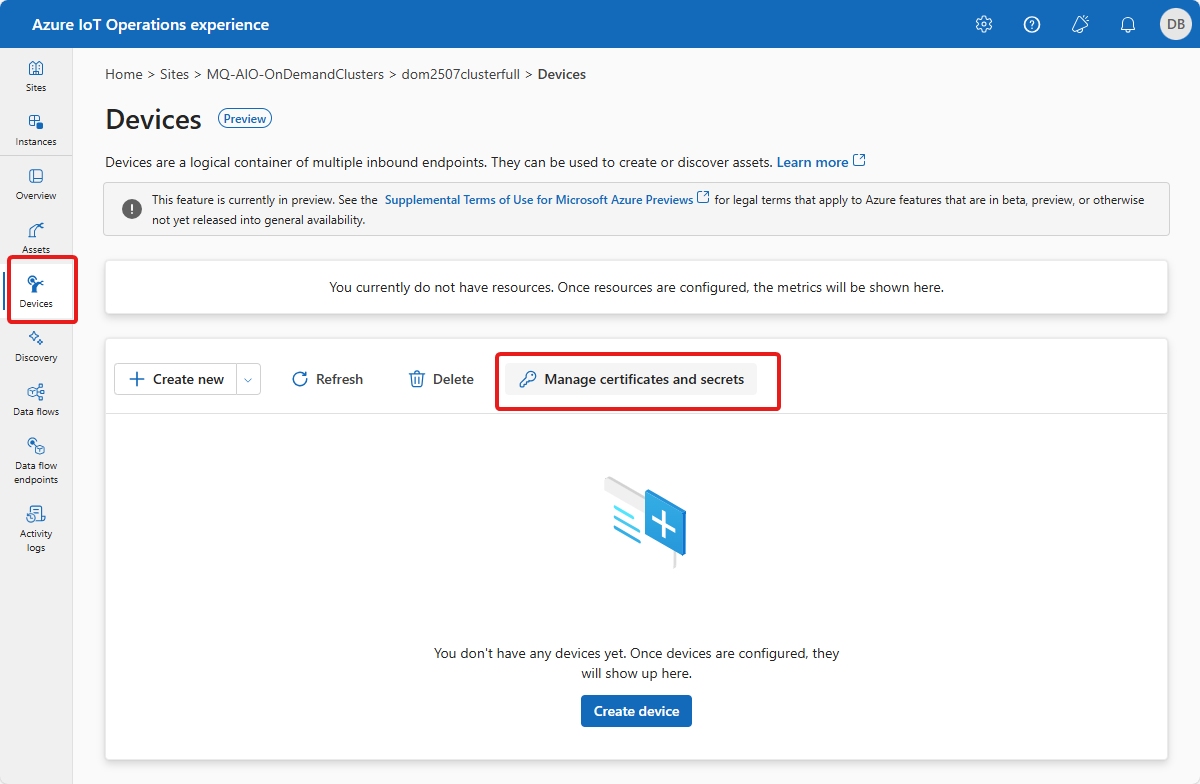 Azure IoT Operations experience
DB
Sites
Instances
Overview
Assets
Devices
Discovery
Data flows
Data flow
endpoints
Activity
logs
Home > Sites > MQ-AIO-OnDemandClusters > dom2507clusterfull > Devices
Devices Preview
Devices are a logical container of multiple inbound endpoints. They can be used to create or discover assets. Learn more
This feature is currently in preview. See the Supplemental Terms of Use for Microsoft Azure Previews for legal terms that apply to Azure features that are in beta, preview, or otherwise
not yet released into general availability.
You currently do not have resources. Once resources are configured, the metrics will be shown here.
Create new Refresh Delete Manage certificates and secrets
You don't have any devices yet. Once devices are configured, they
will show up here.
Create device